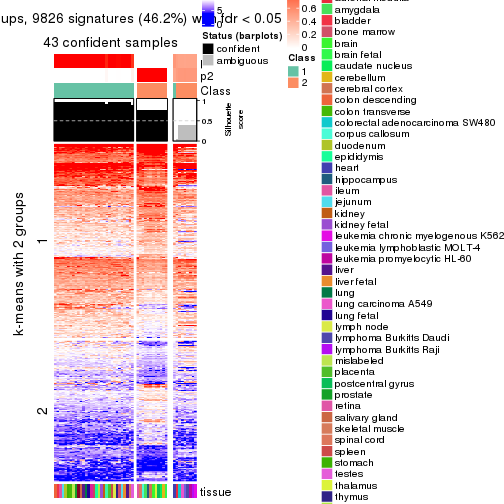 ups, 9826 signatures (46.2%) with fdr < 0.05
43 confident samples
p2
Class
1
0.5
0
Silhouette
score
k-means with 2 groups
1
2
tissue
5
0
Status (barplots)
confident
ambiguous
0.6
0.4
0.2
0
Class
1
2
amygdala
bladder
bone marrow
brain
brain fetal
caudate nucleus
cerebellum
cerebral cortex
colon descending
colon transverse
colorectal adenocarcinoma SW480
corpus callosum
duodenum
epididymis
heart
hippocampus
ileum
jejunum
kidney
kidney fetal
leukemia chronic myelogenous K562
leukemia lymphoblastic MOLT-4
leukemia promyelocytic HL-60
liver
liver fetal
lung
lung carcinoma A549
lung fetal
lymph node
lymphoma Burkitts Daudi
lymphoma Burkitts Raji
mislabeled
placenta
postcentral gyrus
prostate
retina
salivary gland
skeletal muscle
spinal cord
spleen
stomach
testes
thalamus
thymus